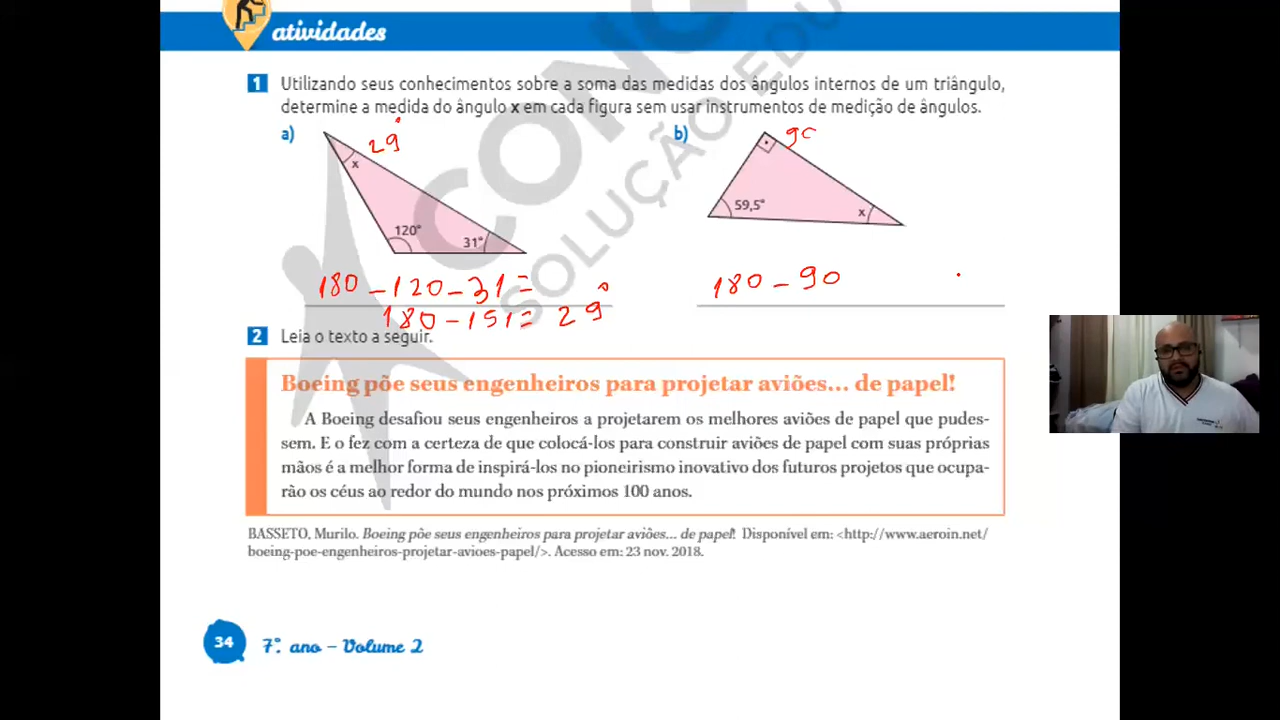 atividades
1 Utilizando seus conhecimentos sobre a soma das medidas dos ângulos internos de um triângulo,
determine a medida do ângulo x em cada figura sem usar instrumentos de medição de ângulos.
a)
29°
x
120°
31°
180 - 120 - 31 =
180 - 151 = 29°
b)
90
59,5°
x
180 - 90
2 Leia o texto a seguir.
Boeing põe seus engenheiros para projetar aviões... de papel!
A Boeing desafiou seus engenheiros a projetarem os melhores aviões de papel que pudes-
sem. E o fez com a certeza de que colocá-los para construir aviões de papel com suas próprias
mãos é a melhor forma de inspirá-los no pioneirismo inovativo dos futuros projetos que ocupa-
rão os céus ao redor do mundo nos próximos 100 anos.
BASSETO, Murilo. Boeing põe seus engenheiros para projetar aviões... de papel! Disponível em: <http://www.aeroin.net/
boeing-poe-engenheiros-projetar-avioes-papel/>. Acesso em: 23 nov. 2018.
34 7º. ano – Volume 2
CONG
SOLUÇÃO EDU